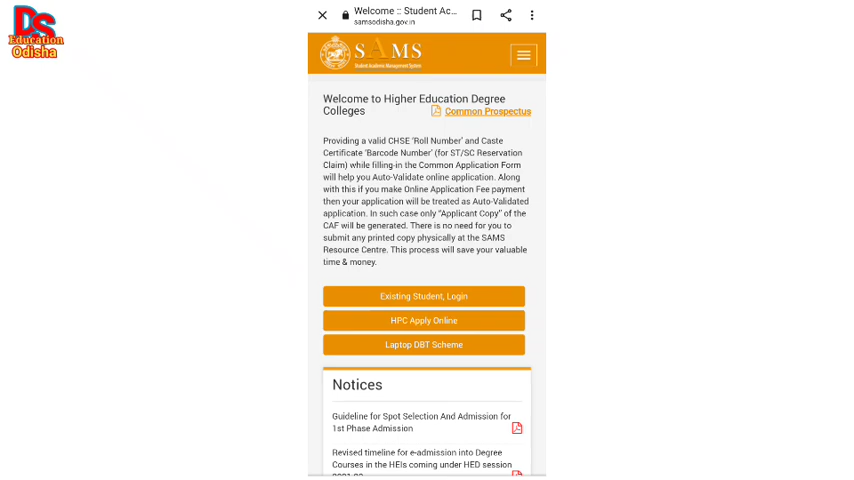 DS
Education
Odisha
Welcome :: Student Ac...
samsodisha.gov.in
SAMS
Student Academic Management System
Welcome to Higher Education Degree
Colleges
Common Prospectus
Providing a valid CHSE 'Roll Number' and Caste
Certificate 'Barcode Number' (for ST/SC Reservation
Claim) while filling-in the Common Application Form
will help you Auto-Validate online application. Along
with this if you make Online Application Fee payment
then your application will be treated as Auto-Validated
application. In such case only "Applicant Copy" of the
CAF will be generated. There is no need for you to
submit any printed copy physically at the SAMS
Resource Centre. This process will save your valuable
time & money.
Existing Student, Login
HPC Apply Online
Laptop DBT Scheme
Notices
Guideline for Spot Selection And Admission for
1st Phase Admission
Revised timeline for e-admission into Degree
Courses in the HEIs coming under HED session